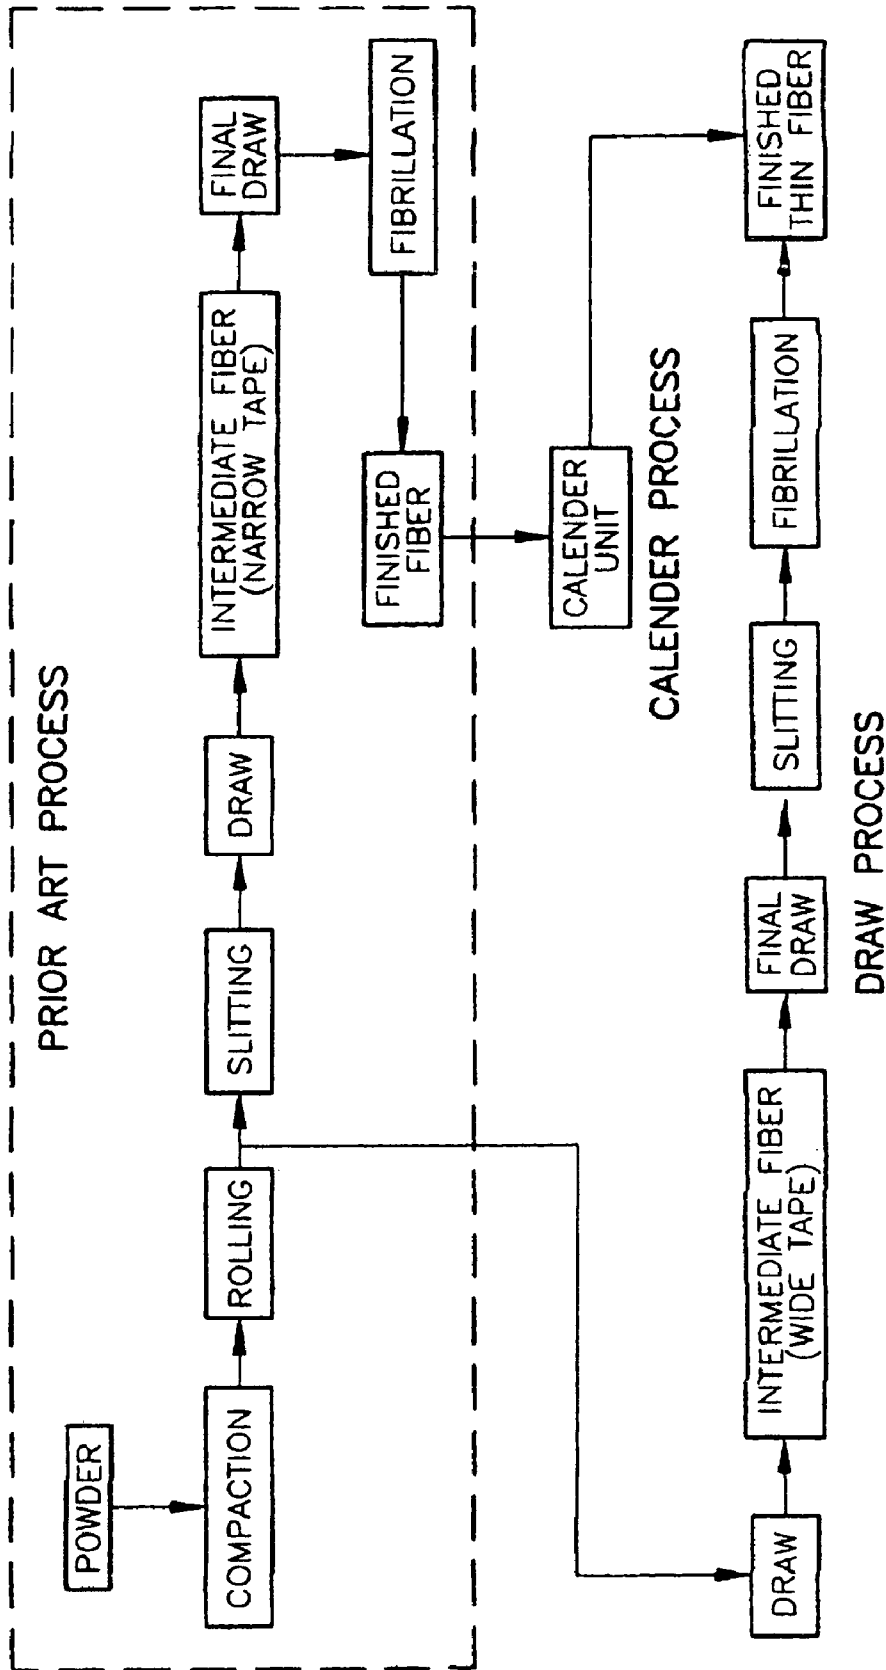 PRIOR ART PROCESS
POWDER
COMPACTION
ROLLING
SLITTING
DRAW
INTERMEDIATE FIBER
(NARROW TAPE)
FINAL
DRAW
FIBRILLATION
FINISHED
FIBER
CALENDER
UNIT
CALENDER PROCESS
DRAW
INTERMEDIATE FIBER
(WIDE TAPE)
FINAL
DRAW
SLITTING
FIBRILLATION
FINISHED
THIN FIBER
DRAW PROCESS